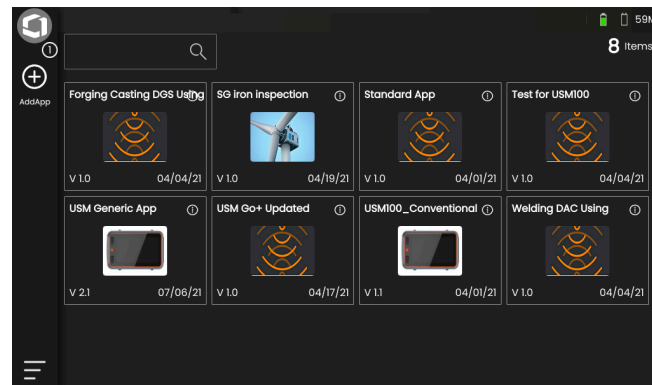 59M
8 Items
1
AddApp
Forging Casting DGS Using
V 1.0 04/04/21
SG iron inspection
V 1.0 04/19/21
Standard App
V 1.0 04/01/21
Test for USM100
V 1.0 04/04/21
USM Generic App
V 2.1 07/06/21
USM Go+ Updated
V 1.0 04/17/21
USM100_Conventional
V 1.1 04/01/21
Welding DAC Using
V 1.0 04/04/21